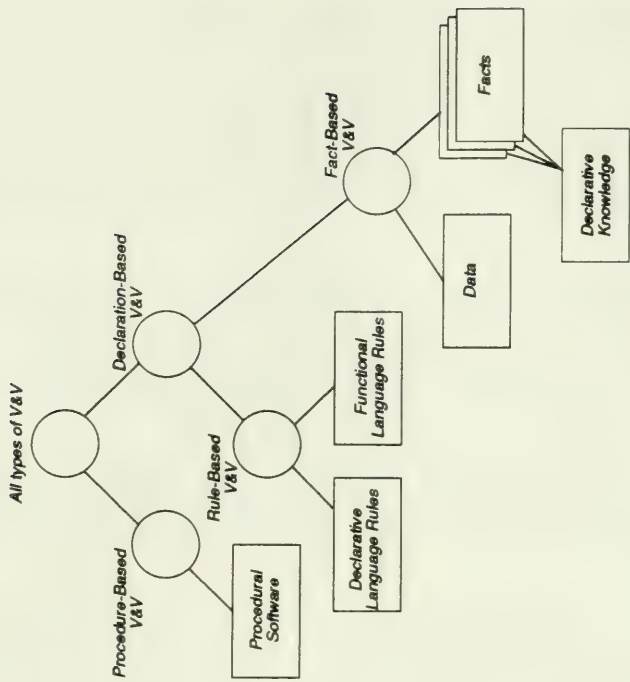 All types of V&V
Procedure-Based
V&V
Declaration-Based
V&V
Procedural
Software
Rule-Based
V&V
Fact-Based
V&V
Declarative
Language Rules
Functional
Language Rules
Data
Facts
Declarative
Knowledge